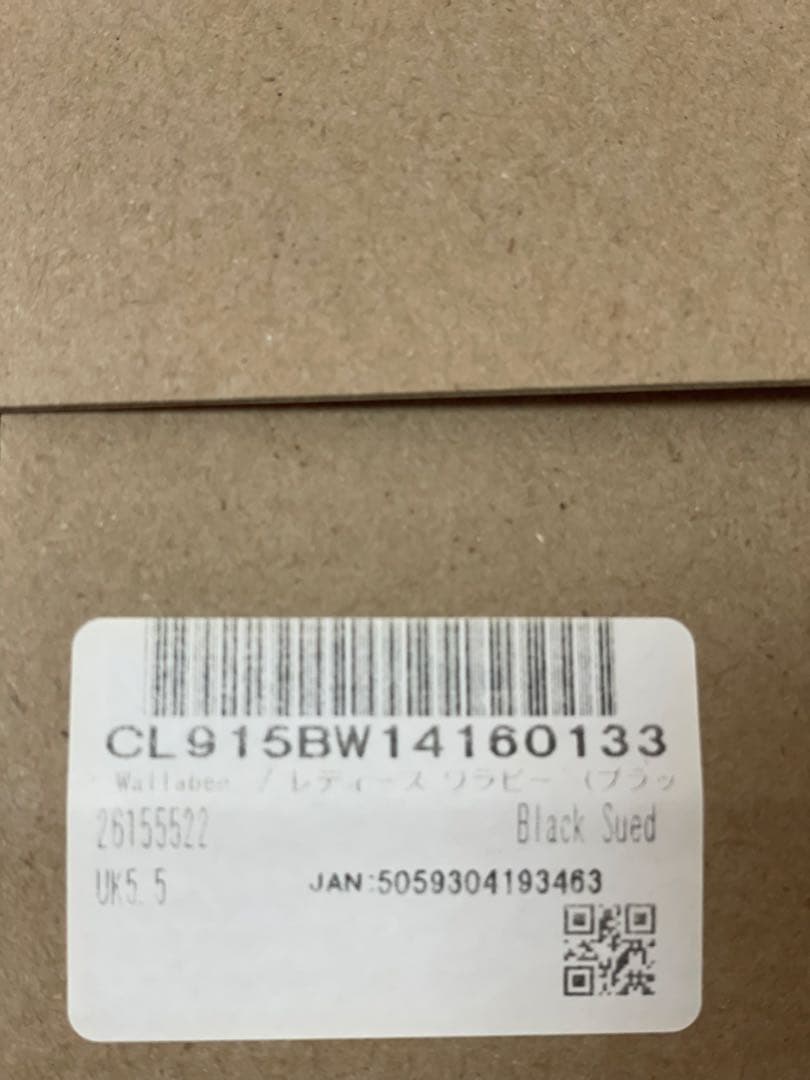 CL915BW14160133
Wallabee. / レディース ワラビー (ブラッ
26155522 Black Sued
UK5.5 JAN:5059304193463